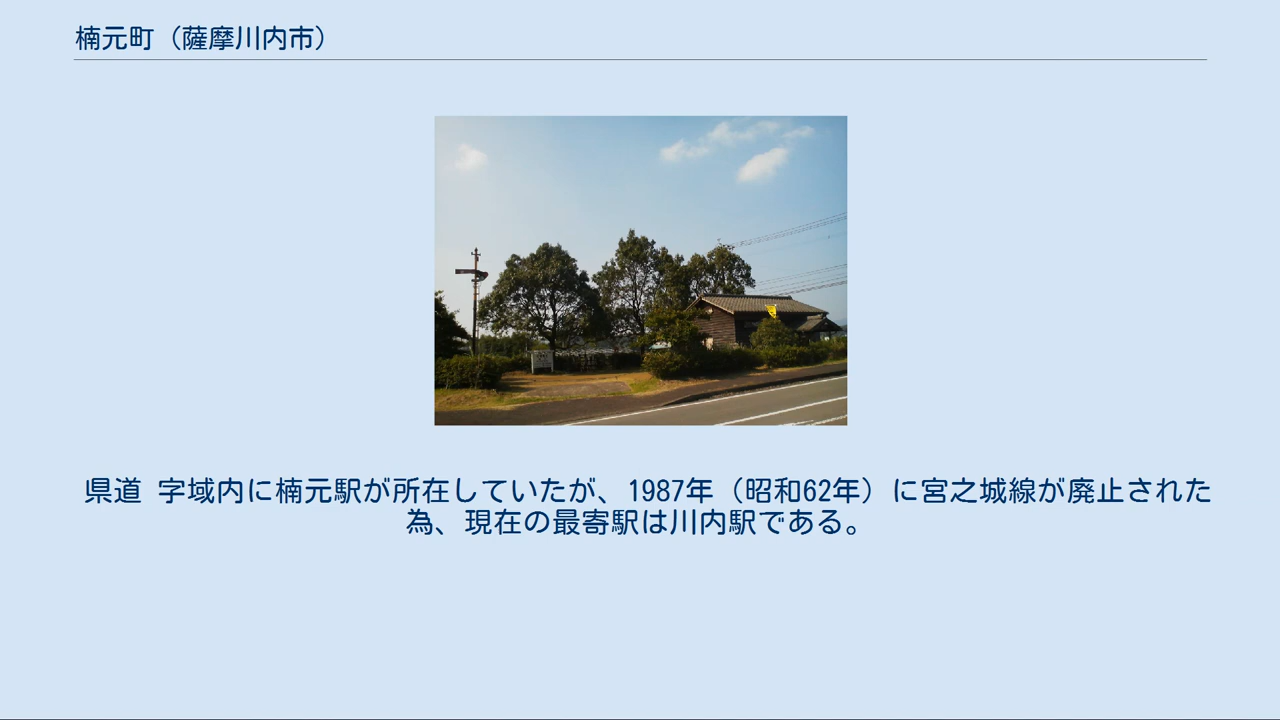 楠元町（薩摩川内市）
県道 字域内に楠元駅が所在していたが、1987年（昭和62年）に宮之城線が廃止された
為、現在の最寄駅は川内駅である。